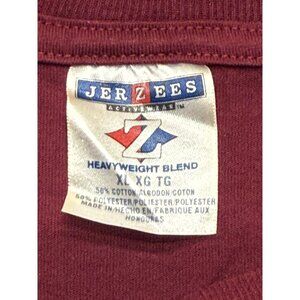 JERZEES
ACTIVEWEAR
Z
HEAVYWEIGHT BLEND
XL XG TG
50% COTTON/ALGODON/COTON
50% POLYESTER/POLIESTER/POLYESTER
MADE IN/HECHO EN/FABRIQUE AUX
HONDURAS